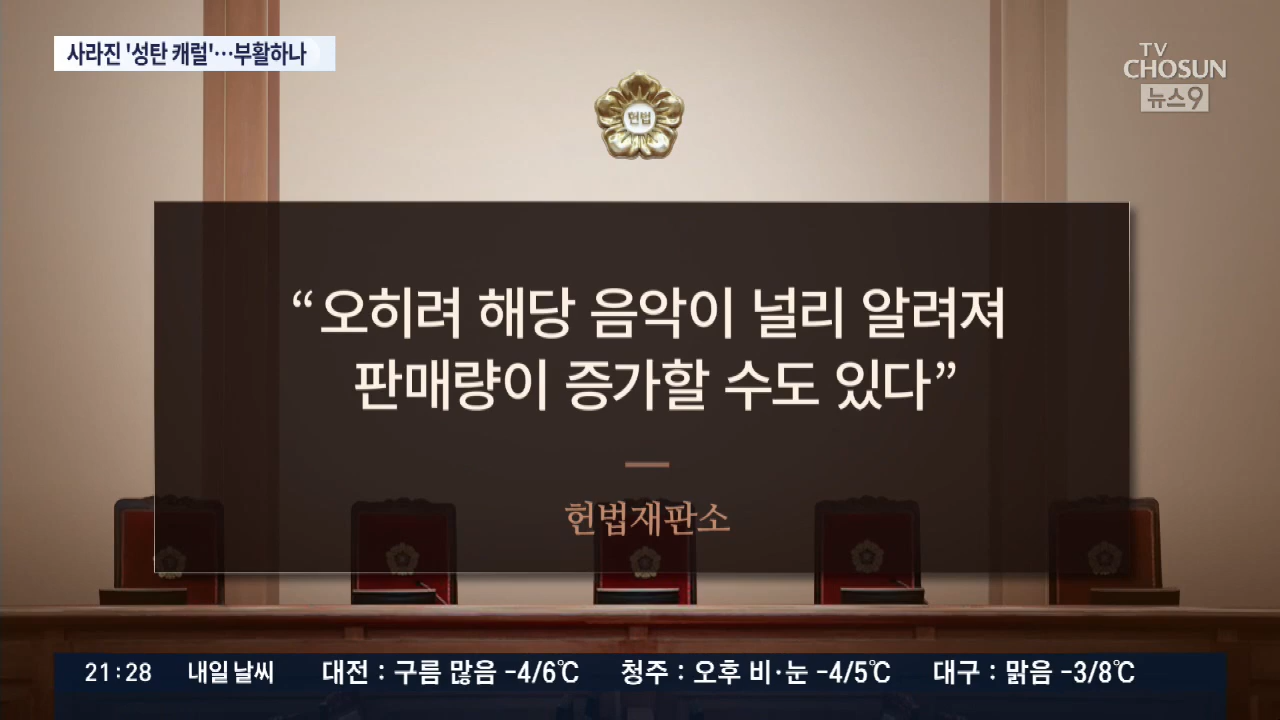 사라진 '성탄 캐럴'…부활하나
TV
CHOSUN
뉴스9
헌법
“오히려 해당 음악이 널리 알려져
판매량이 증가할 수도 있다”
헌법재판소
21:28 내일 날씨 대전 : 구름 많음 -4/6℃ 청주 : 오후 비·눈 -4/5℃ 대구 : 맑음 -3/8℃